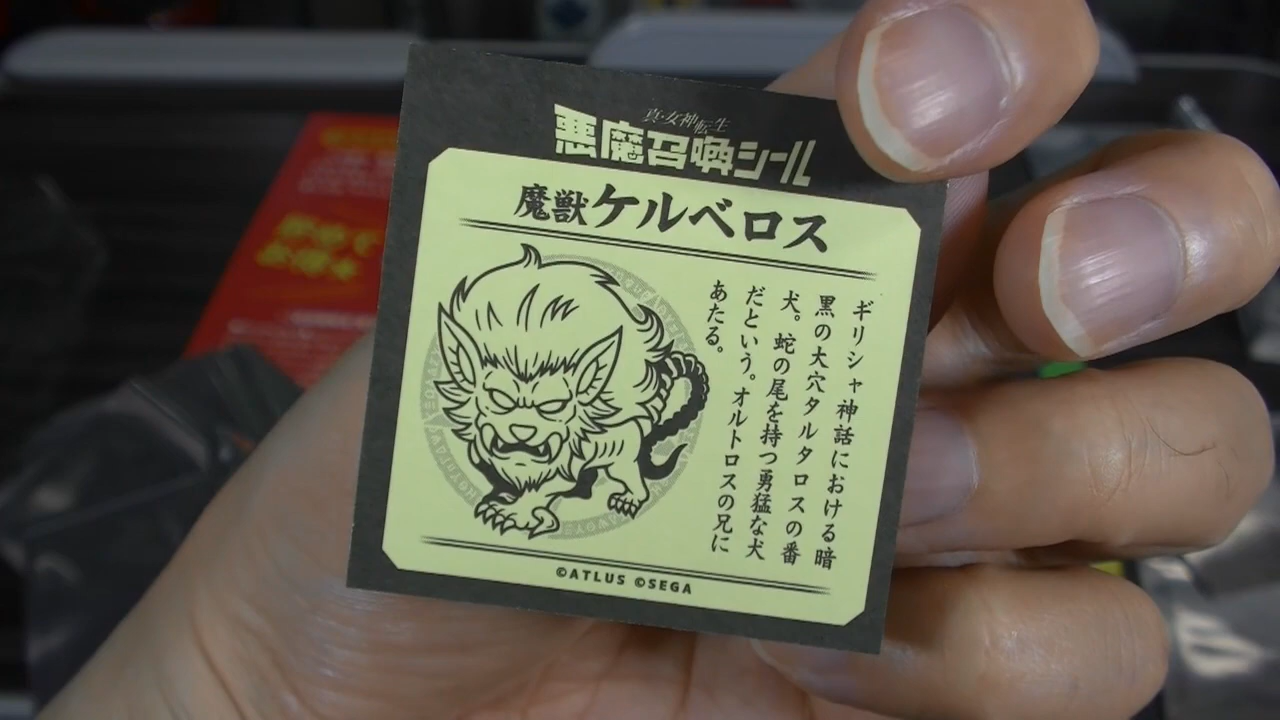 真・女神転生
悪魔召喚シール
魔獣ケルベロス
ギリシャ神話における暗
黒の大穴タルタロスの番
犬。蛇の尾を持つ勇猛な犬
だという。オルトロスの兄に
あたる。
©ATLUS ©SEGA